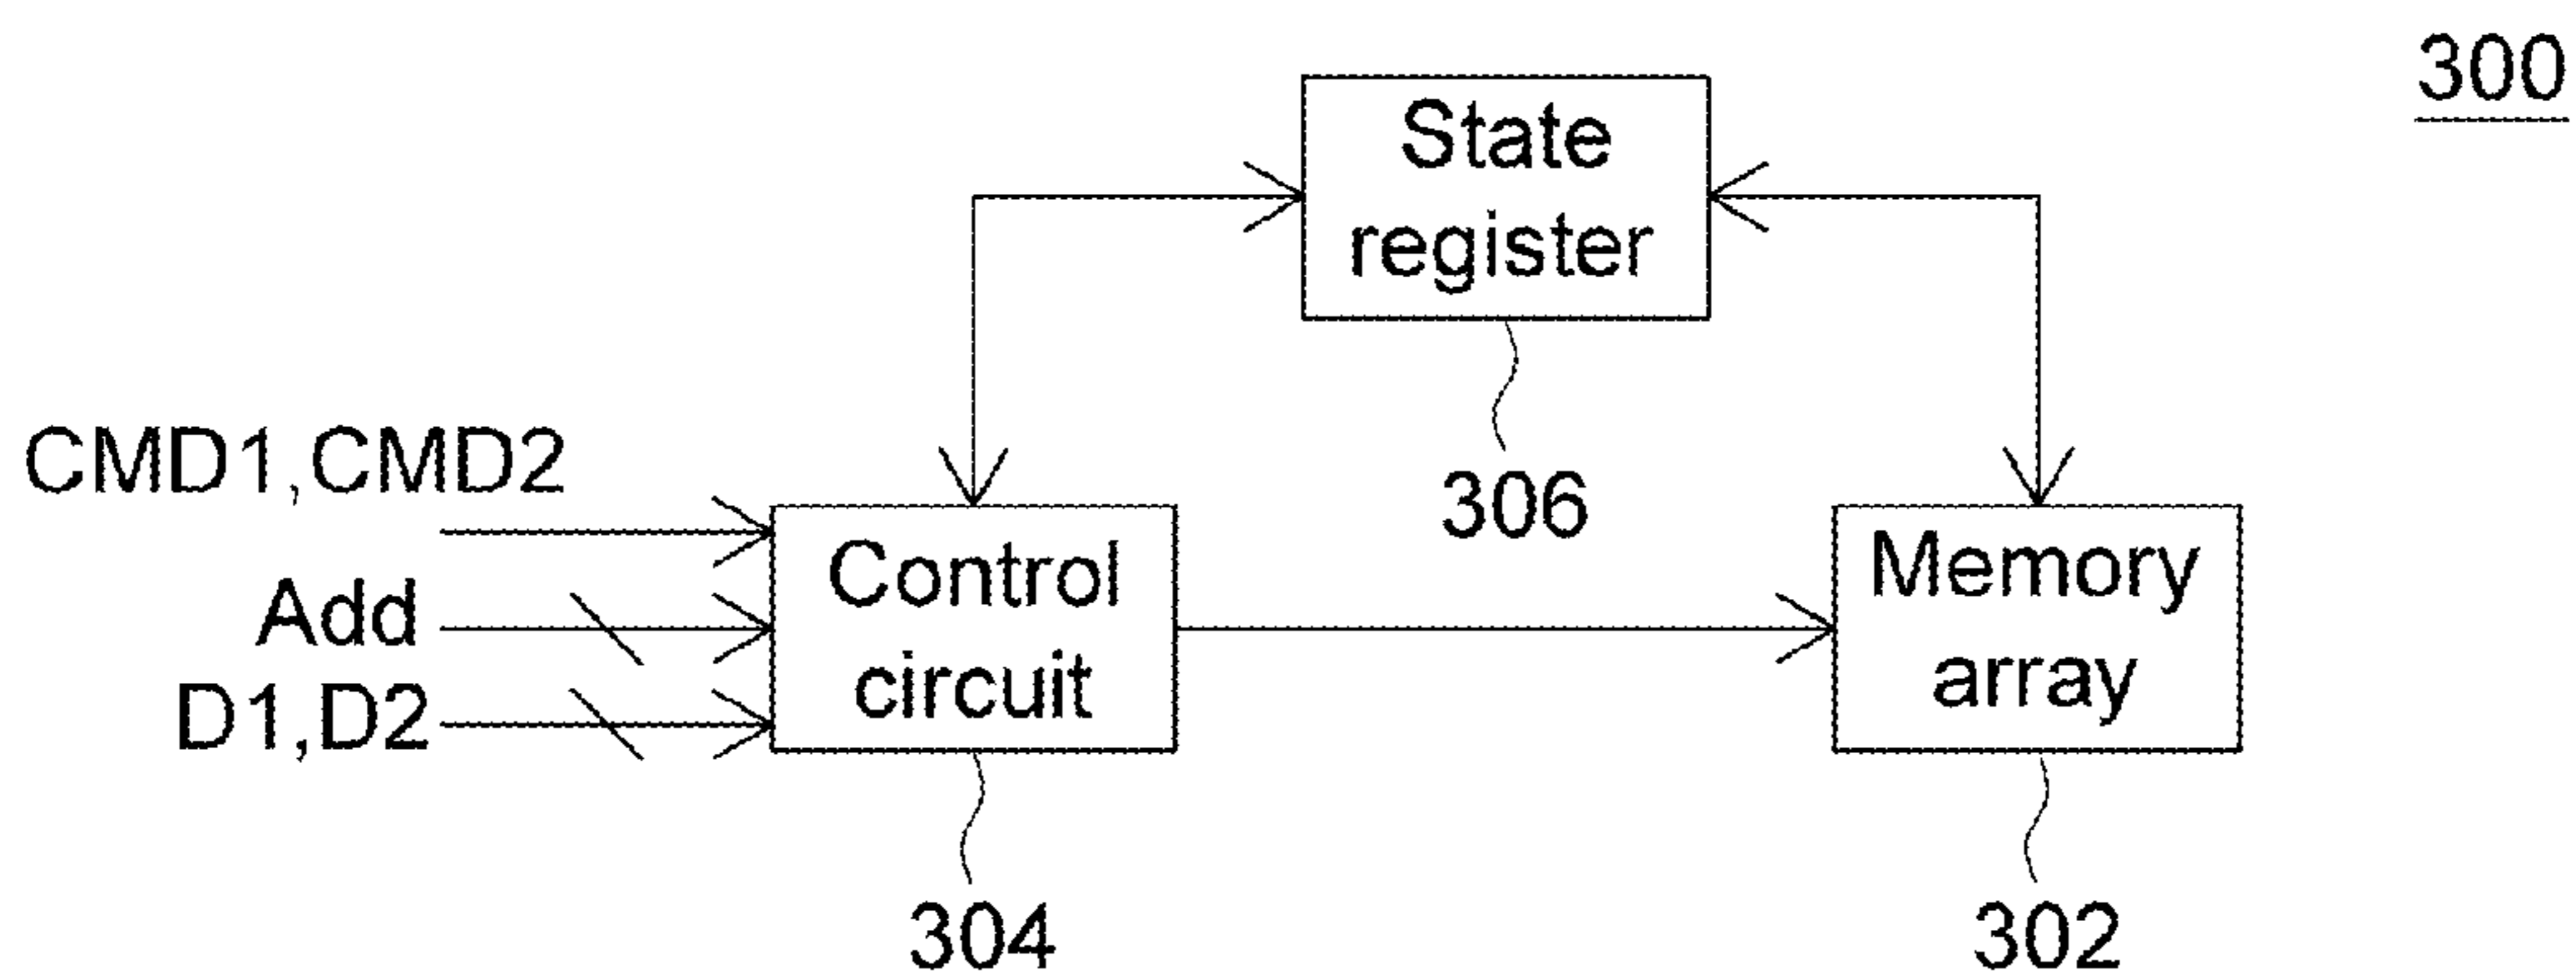 300
State
register
306
CMD1,CMD2
Add
D1,D2
Control
circuit
304
Memory
array
302